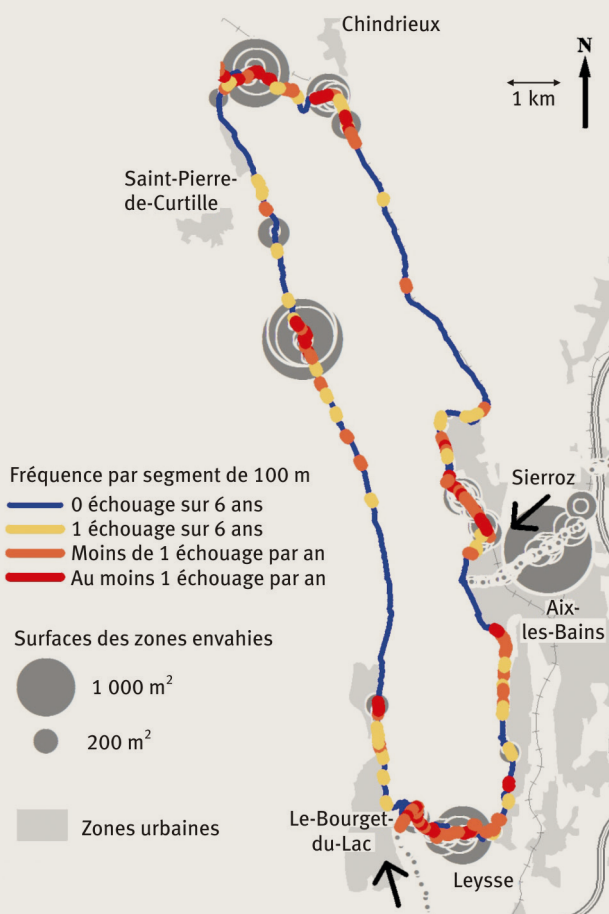 Chindrieux
N
1 km
Saint-Pierre-
de-Curtille
Fréquence par segment de 100 m
0 échouage sur 6 ans
1 échouage sur 6 ans
Moins de 1 échouage par an
Au moins 1 échouage par an
Sierroz
Aix-
les-Bains
Surfaces des zones envahies
1 000 m²
200 m²
Zones urbaines
Le-Bourget-
du-Lac
Leysse